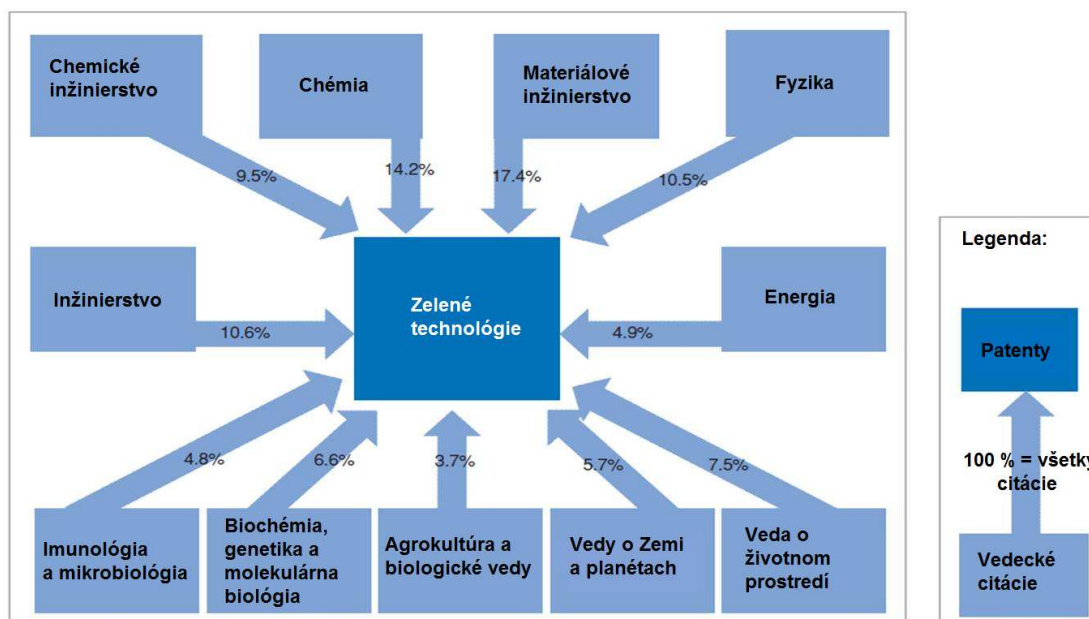 Chemické
inžinierstvo
Chémia
Materiálové
inžinierstvo
Fyzika
9.5%
14.2%
17.4%
10.5%
Inžinierstvo
10.6%
Zelené
technológie
4.9%
Energia
4.8%
6.6%
3.7%
5.7%
7.5%
Imunológia
a mikrobiológia
Biochémia,
genetika a
molekulárna
biológia
Agrokultúra a
biologické vedy
Vedy o Zemi
a planétach
Veda o
životnom
prostredí
Legenda:
Patenty
100 % = všetky
citácie
Vedecké
citácie